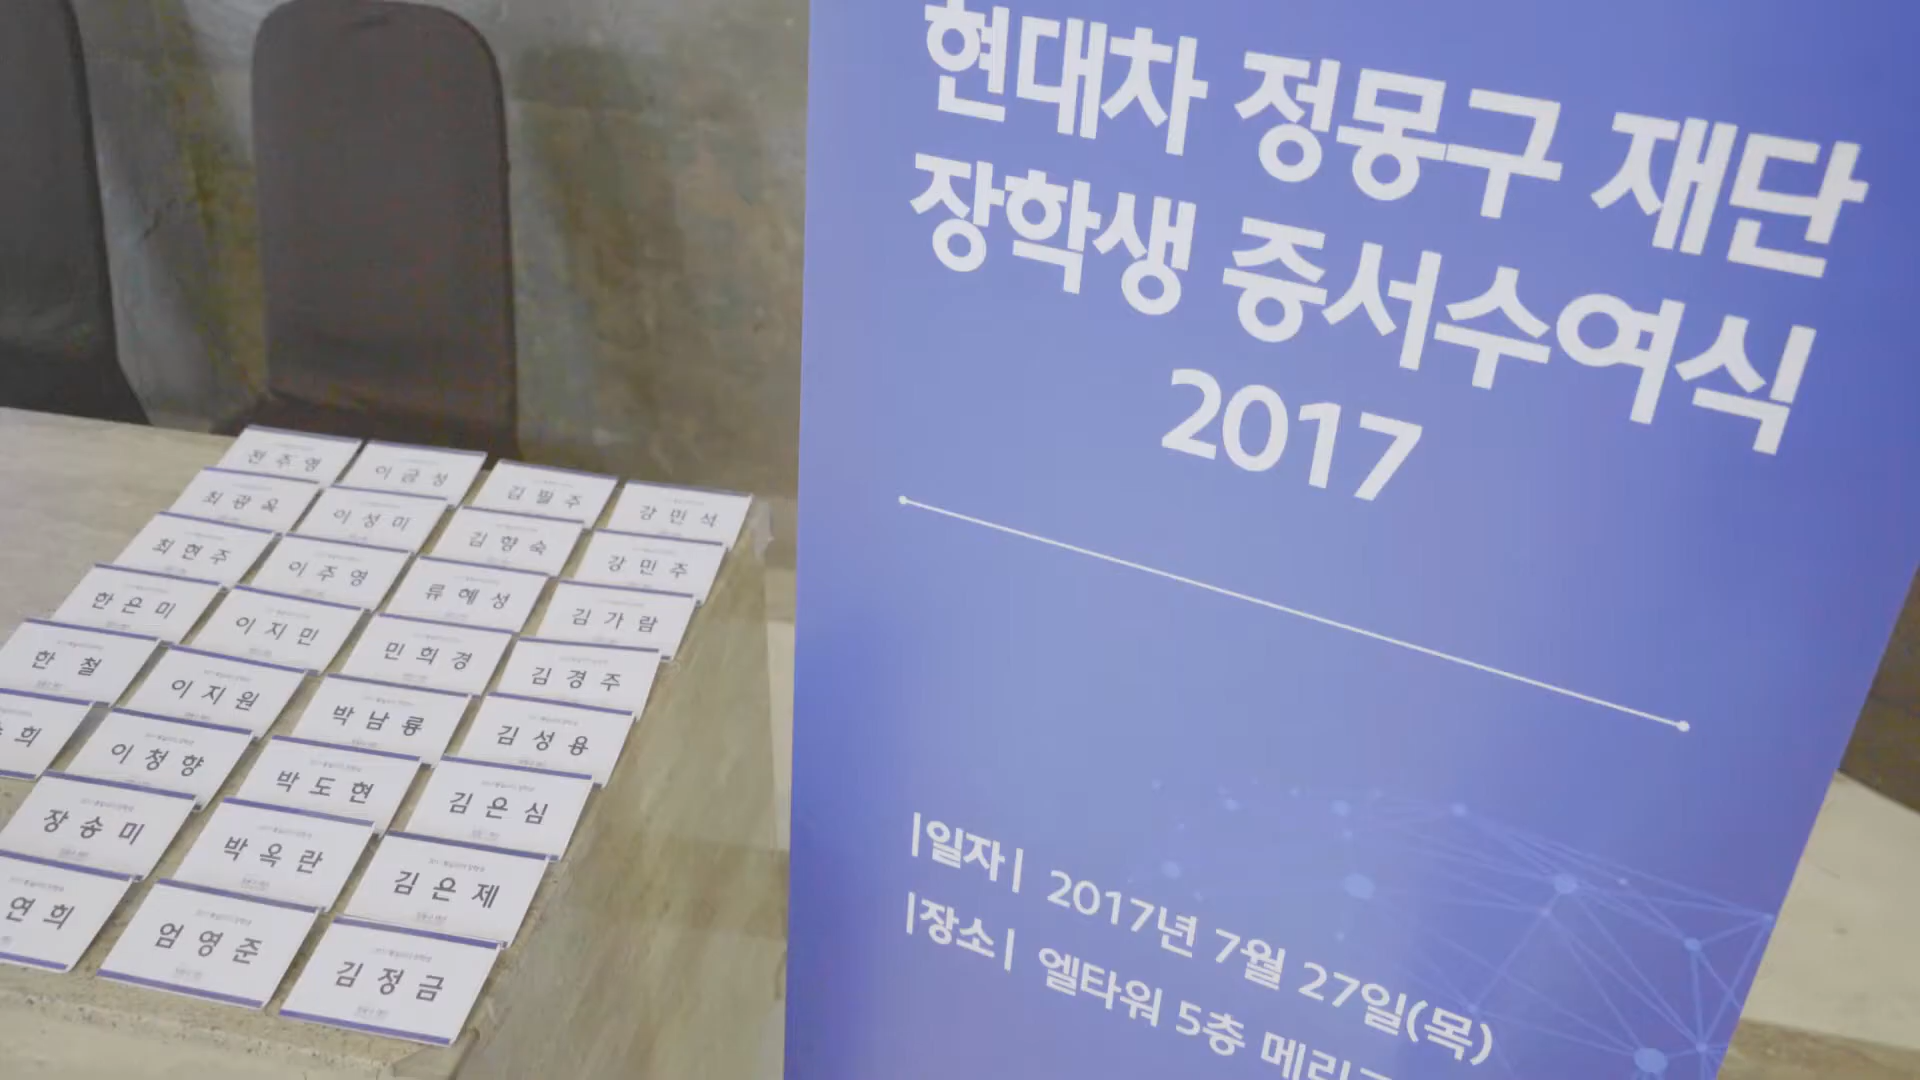 현대차 정몽구 재단
장학생 증서수여식
2017
|일자| 2017년 7월 27일(목)
|장소| 엘타워 5층 메리
전주영
이금성
김필주
강민석
최광옥
이성미
김향숙
강민주
최현주
이주영
류혜성
김가람
한은미
이지민
민희경
김경주
한철
이지원
박남룡
김성용
희
이청향
박도현
김은심
장송미
박옥란
김은제
연희
엄영준
김정금